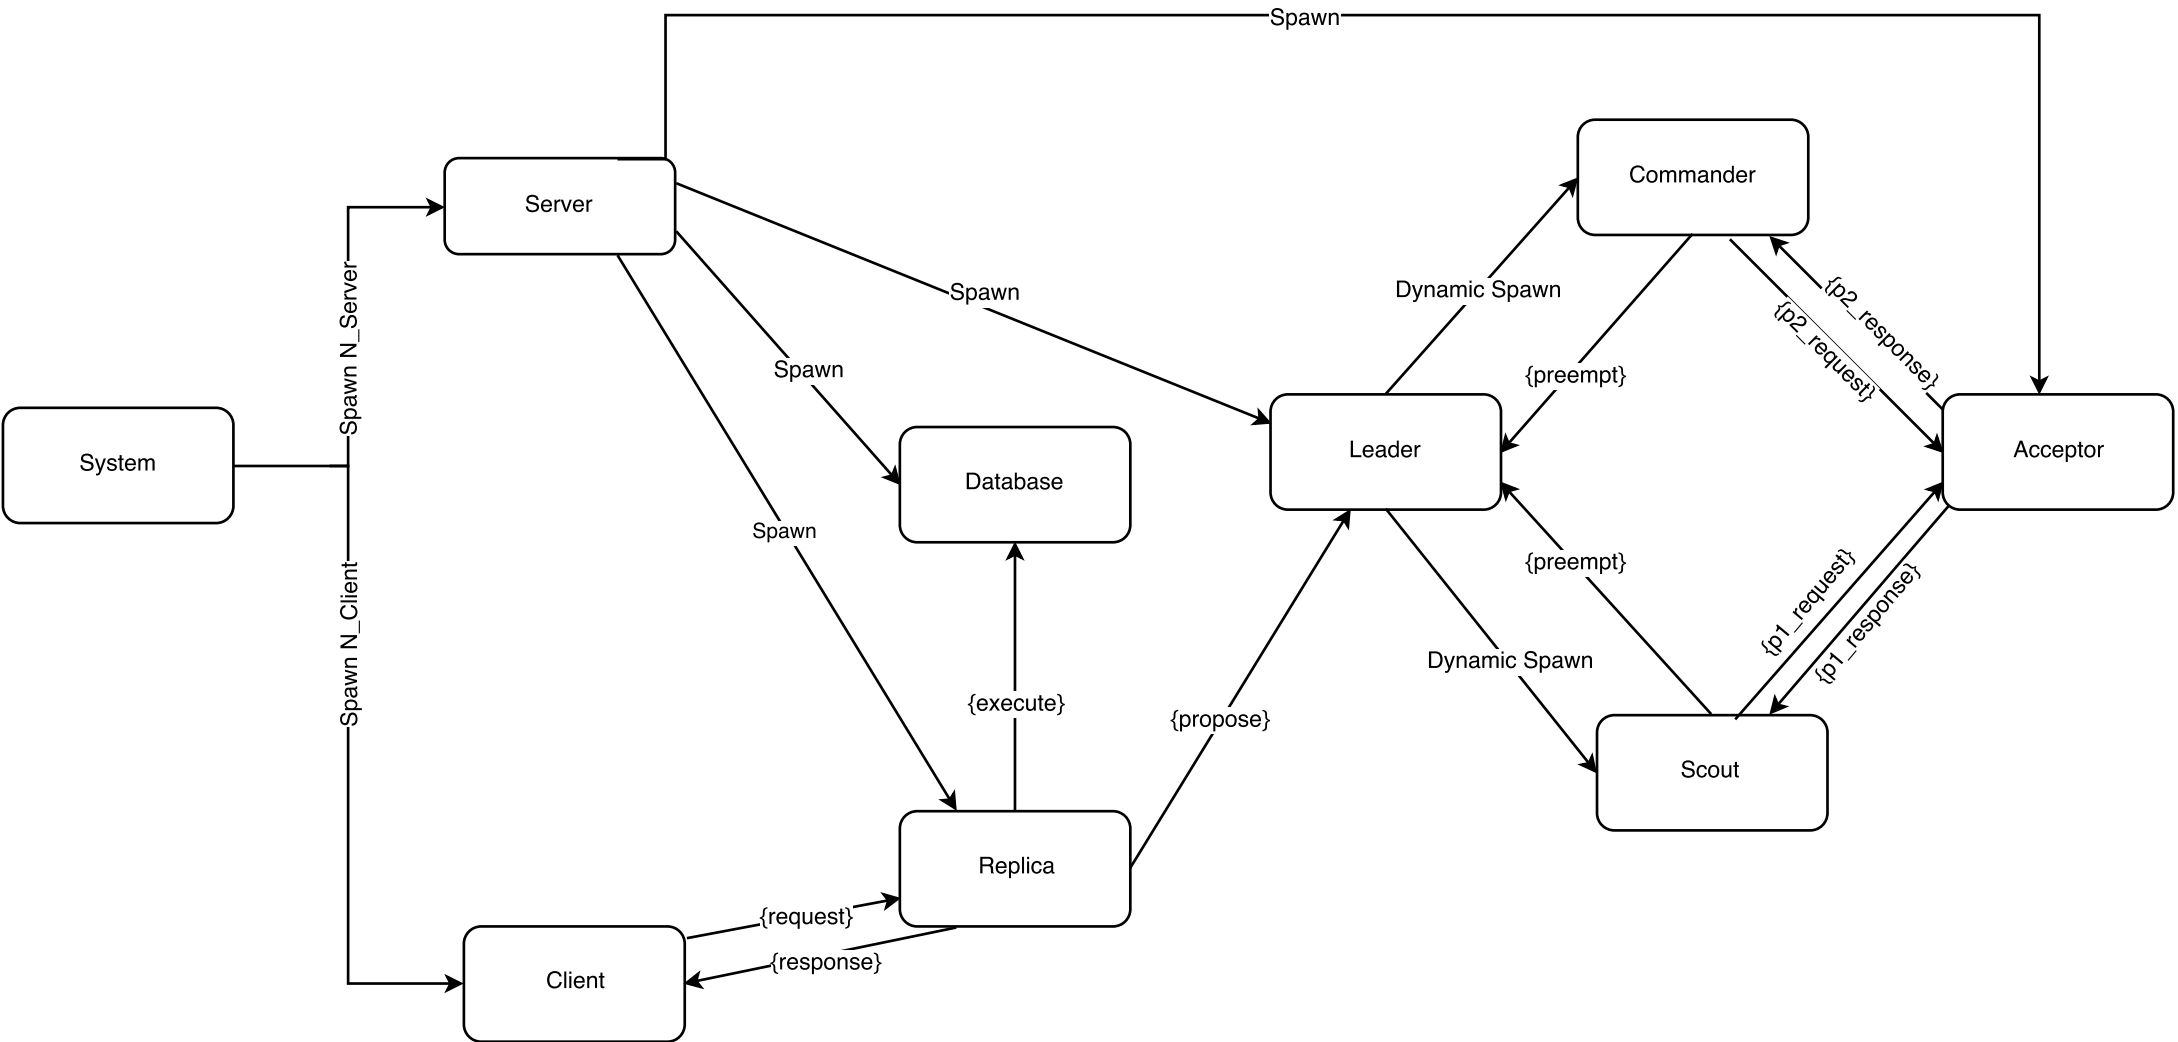 Spawn
Commander
Server
Spawn N_Server
Dynamic Spawn
Spawn
{p2_response}
{p2_request}
Spawn
{preempt}
System
Database
Leader
Acceptor
Spawn
{preempt}
Spawn N_Client
{p1_request}
{p1_response}
Dynamic Spawn
{execute}
{propose}
Scout
Replica
{request}
{response}
Client